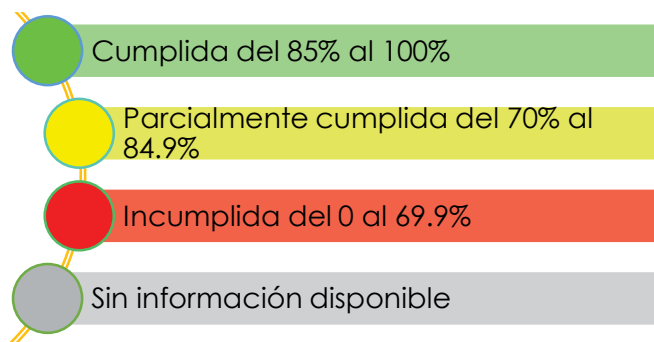 Cumplida del 85% al 100%
Parcialmente cumplida del 70% al
84.9%
Incumplida del 0 al 69.9%
Sin información disponible